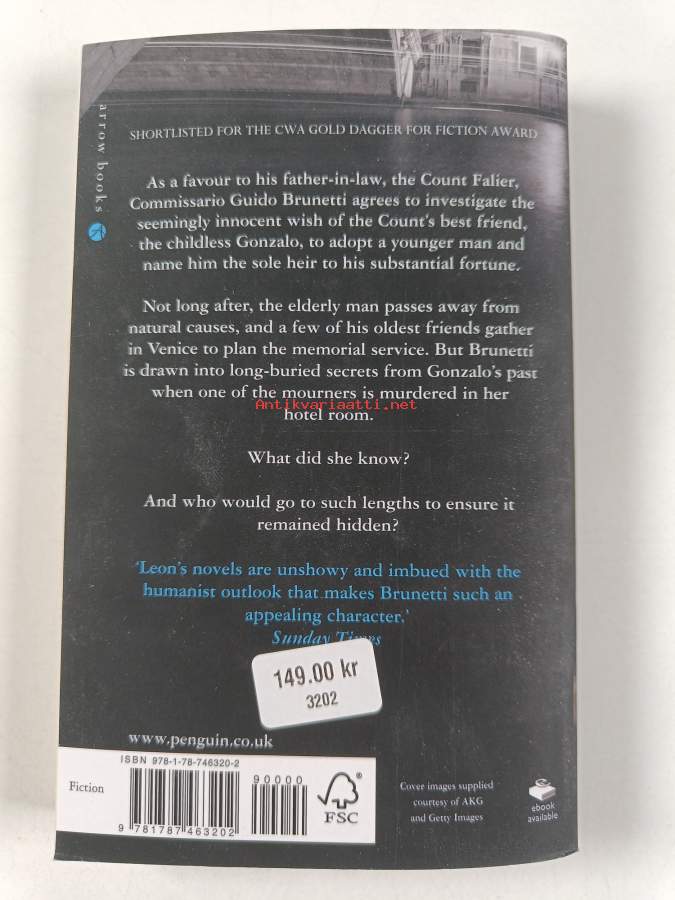 arrow books
SHORTLISTED FOR THE CWA GOLD DAGGER FOR FICTION AWARD
As a favour to his father-in-law, the Count Falier,
Commissario Guido Brunetti agrees to investigate the
seemingly innocent wish of the Count's best friend,
the childless Gonzalo, to adopt a younger man and
name him the sole heir to his substantial fortune.
Not long after, the elderly man passes away from
natural causes, and a few of his oldest friends gather
in Venice to plan the memorial service. But Brunetti
is drawn into long-buried secrets from Gonzalo's past
when one of the mourners is murdered in her
Antikvariaatti.net
hotel room.
What did she know?
And who would go to such lengths to ensure it
remained hidden?
'Leon's novels are unshowy and imbued with the
humanist outlook that makes Brunetti such an
appealing character.'
Sunday Times
149.00 kr
3202
www.penguin.co.uk
ISBN 978-1-78-746320-2
90000
Fiction
9 781787 463202
FSC
®
Cover images supplied
courtesy of AKG
and Getty Images
ebook
available